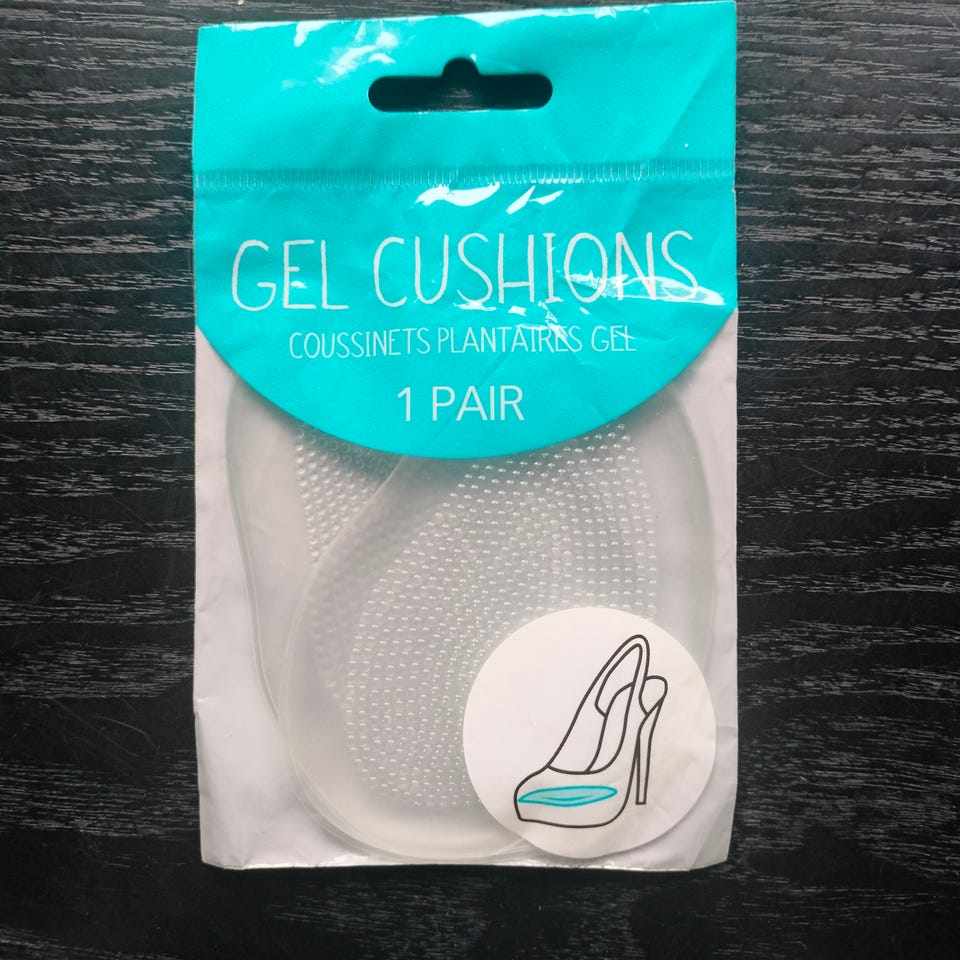 GEL CUSHIONS
COUSSINETS PLANTAIRES GEL
1 PAIR